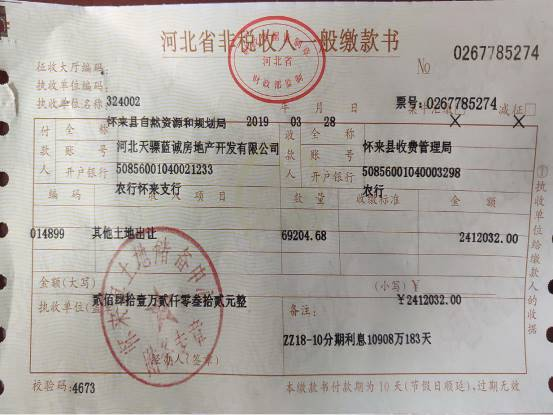 河北省非税收入一般缴款书
河北省
财政部监制
№ 0267785274
征收大厅编码:
执收单位编码:
执收单位名称: 324002
年 月 日
票号: 0267785274
减征
怀来县自然资源和规划局 2019 03 28
付款人
全称
河北天骤蓝诚房地产开发有限公司
账号
50856001040021233
开户银行
农行怀来支行
收款人
全称
怀来县收费管理局
账号
50856001040003298
开户银行
农行
编码 收入项目 数量 收缴标准 金额
014899 其他土地出让 69204.68 2412032.00
金额(大写) (小写)¥
贰佰肆拾壹万贰仟零叁拾贰元整 ¥2412032.00
执收单位(盖
备注:
ZZ18-10分期利息10908万183天
经办人(签章)
校验码: 4673
本缴款书付款期为10天(节假日顺延),过期无效
①执收单位给缴款人的收据